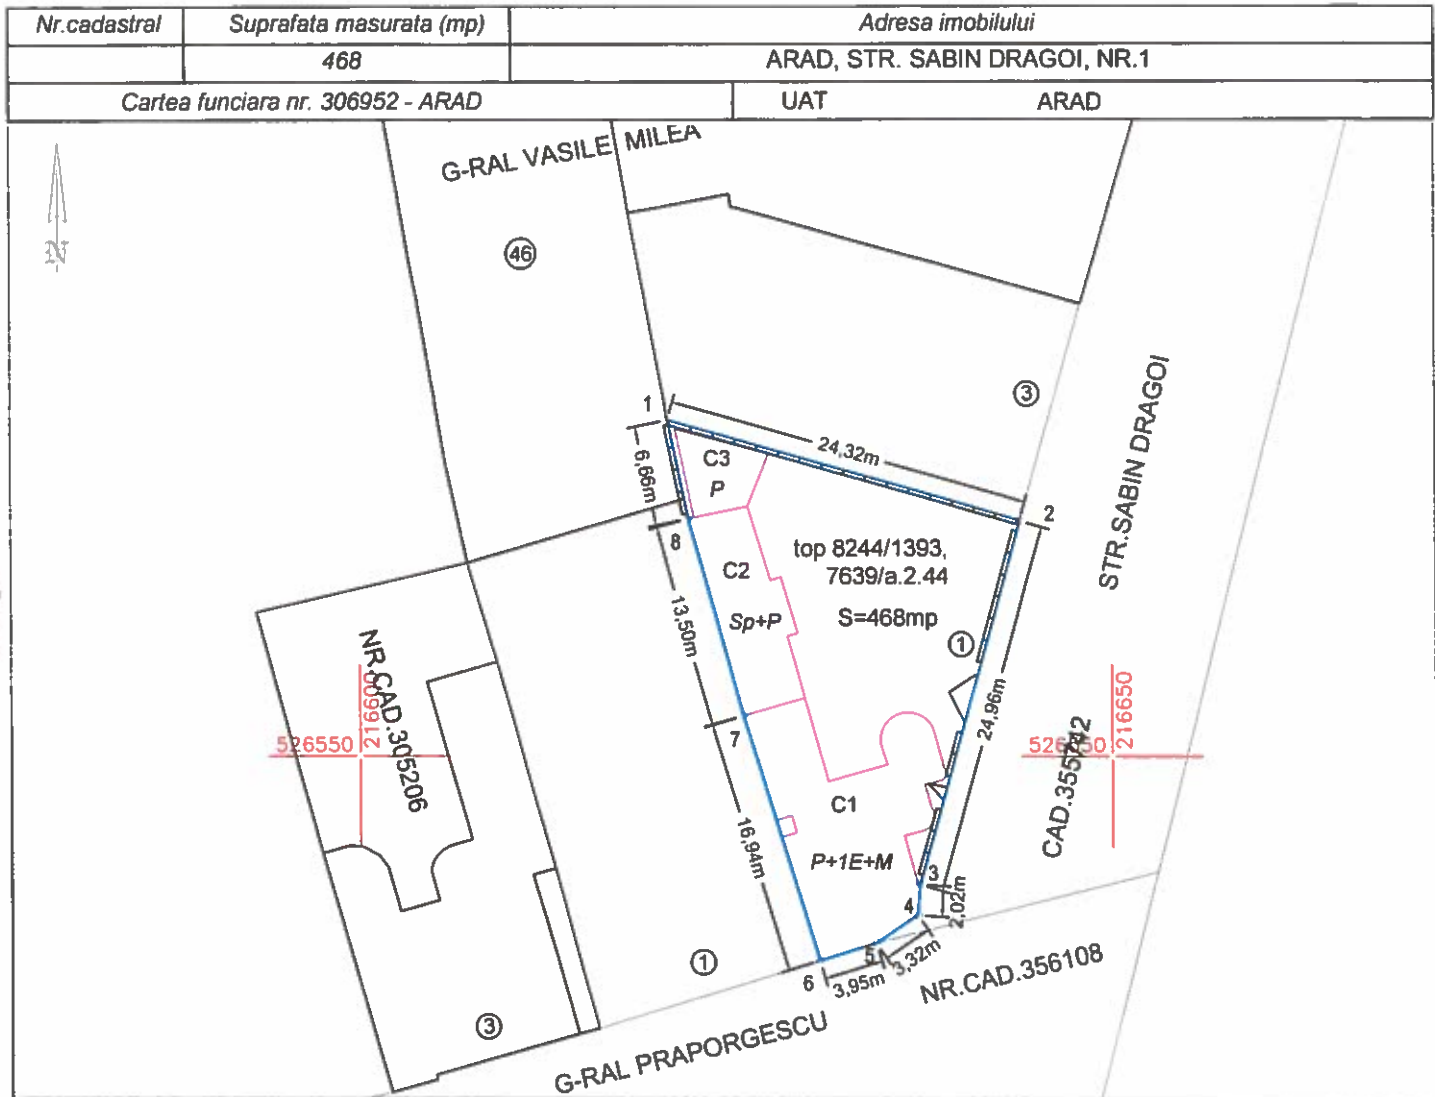 Nr.cadastral Suprafata masurata (mp) Adresa imobilului
468 ARAD, STR. SABIN DRAGOI, NR.1
Cartea funciara nr. 306952 - ARAD UAT ARAD
G-RAL VASILE MILEA
N
46
3
STR.SABIN DRAGOI
1
24,32m
6,66m
C3
P
2
8
top 8244/1393,
7639/a.2.44
C2
13,50m
Sp+P
S=468mp
1
NR.CAD.305206
216600
526550
24,96m
216650
526550
CAD.355742
7
C1
16,94m
P+1E+M
3
4
2,02m
5
3,32m
1
6
3,95m
NR.CAD.356108
3
G-RAL PRAPORGESCU